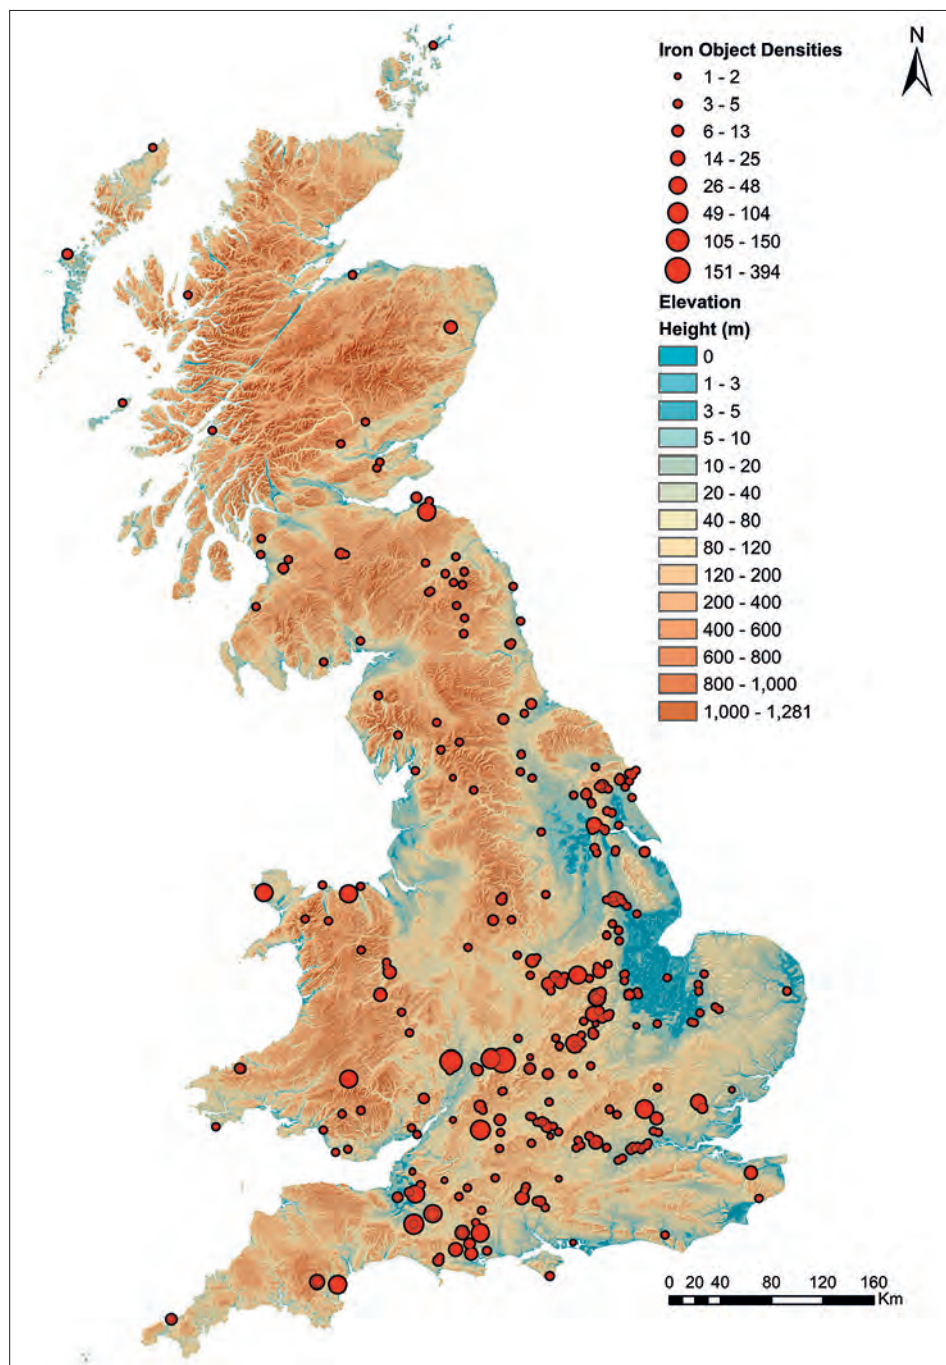 N
Iron Object Densities
1 - 2
3 - 5
6 - 13
14 - 25
26 - 48
49 - 104
105 - 150
151 - 394
Elevation
Height (m)
0
1 - 3
3 - 5
5 - 10
10 - 20
20 - 40
40 - 80
80 - 120
120 - 200
200 - 400
400 - 600
600 - 800
800 - 1,000
1,000 - 1,281
0 20 40 80 120 160
Km